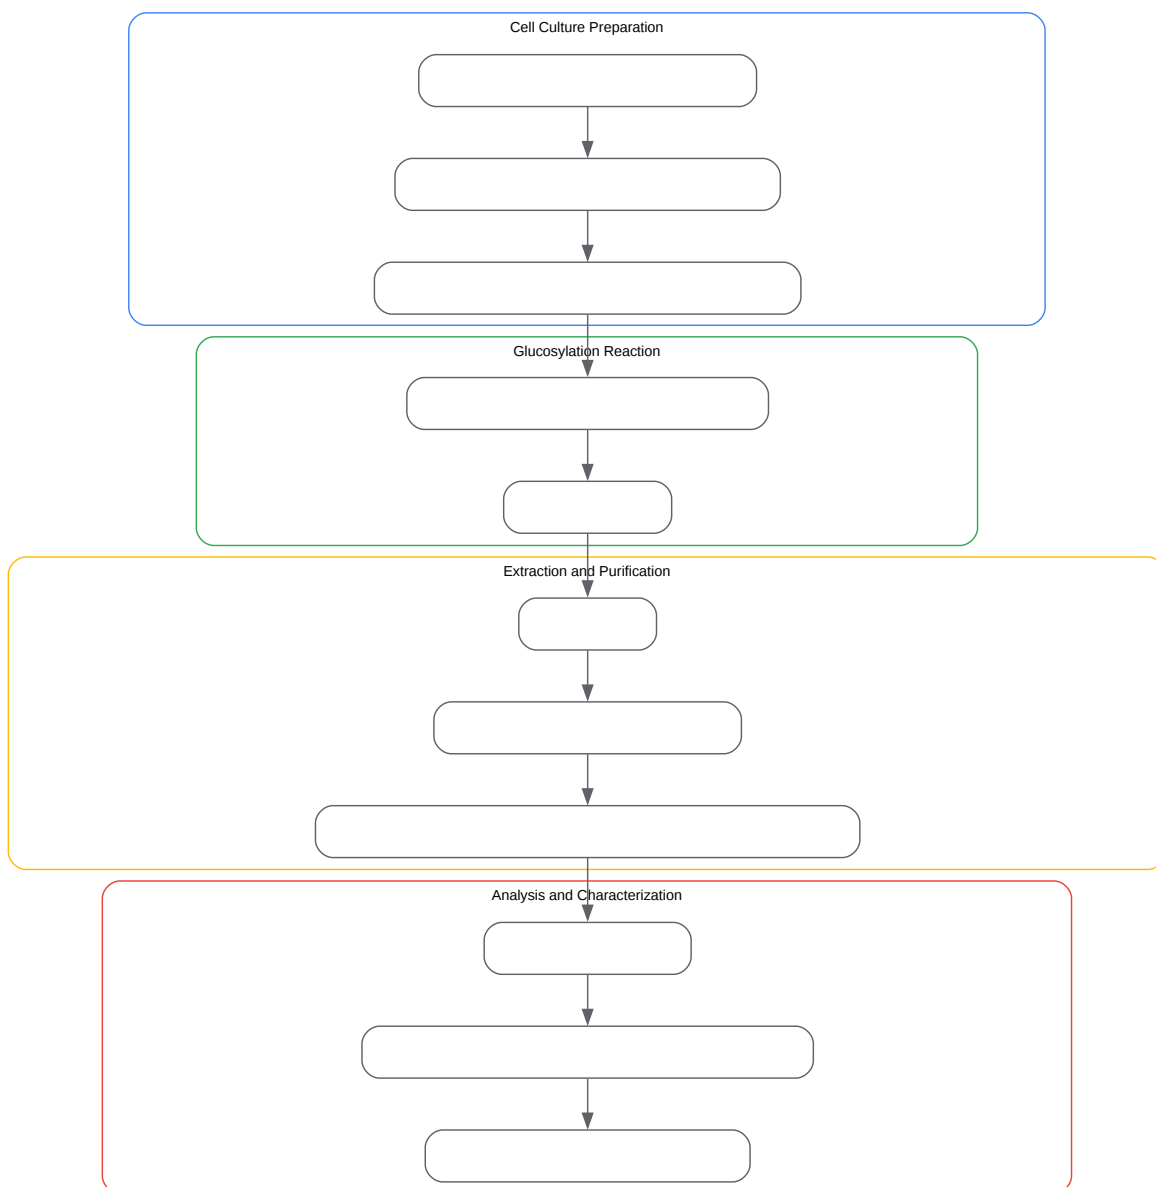 Cell Culture Preparation
Glucosylation Reaction
Extraction and Purification
Analysis and Characterization